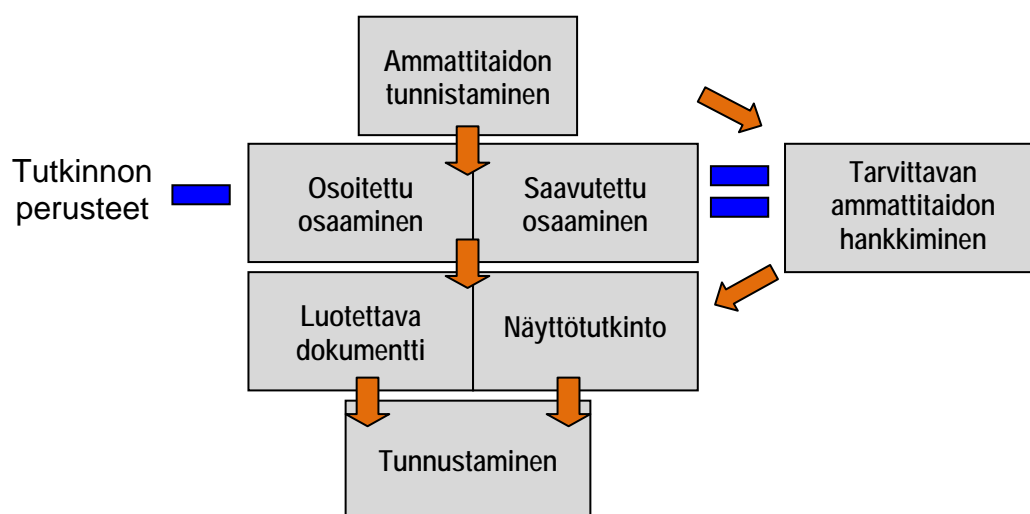 Ammattitaidon
tunnistaminen
Tutkinnon
perusteet
Osoitettu
osaaminen
Saavutettu
osaaminen
Tarvittavan
ammattitaidon
hankkiminen
Luotettava
dokumentti
Näyttötutkinto
Tunnustaminen